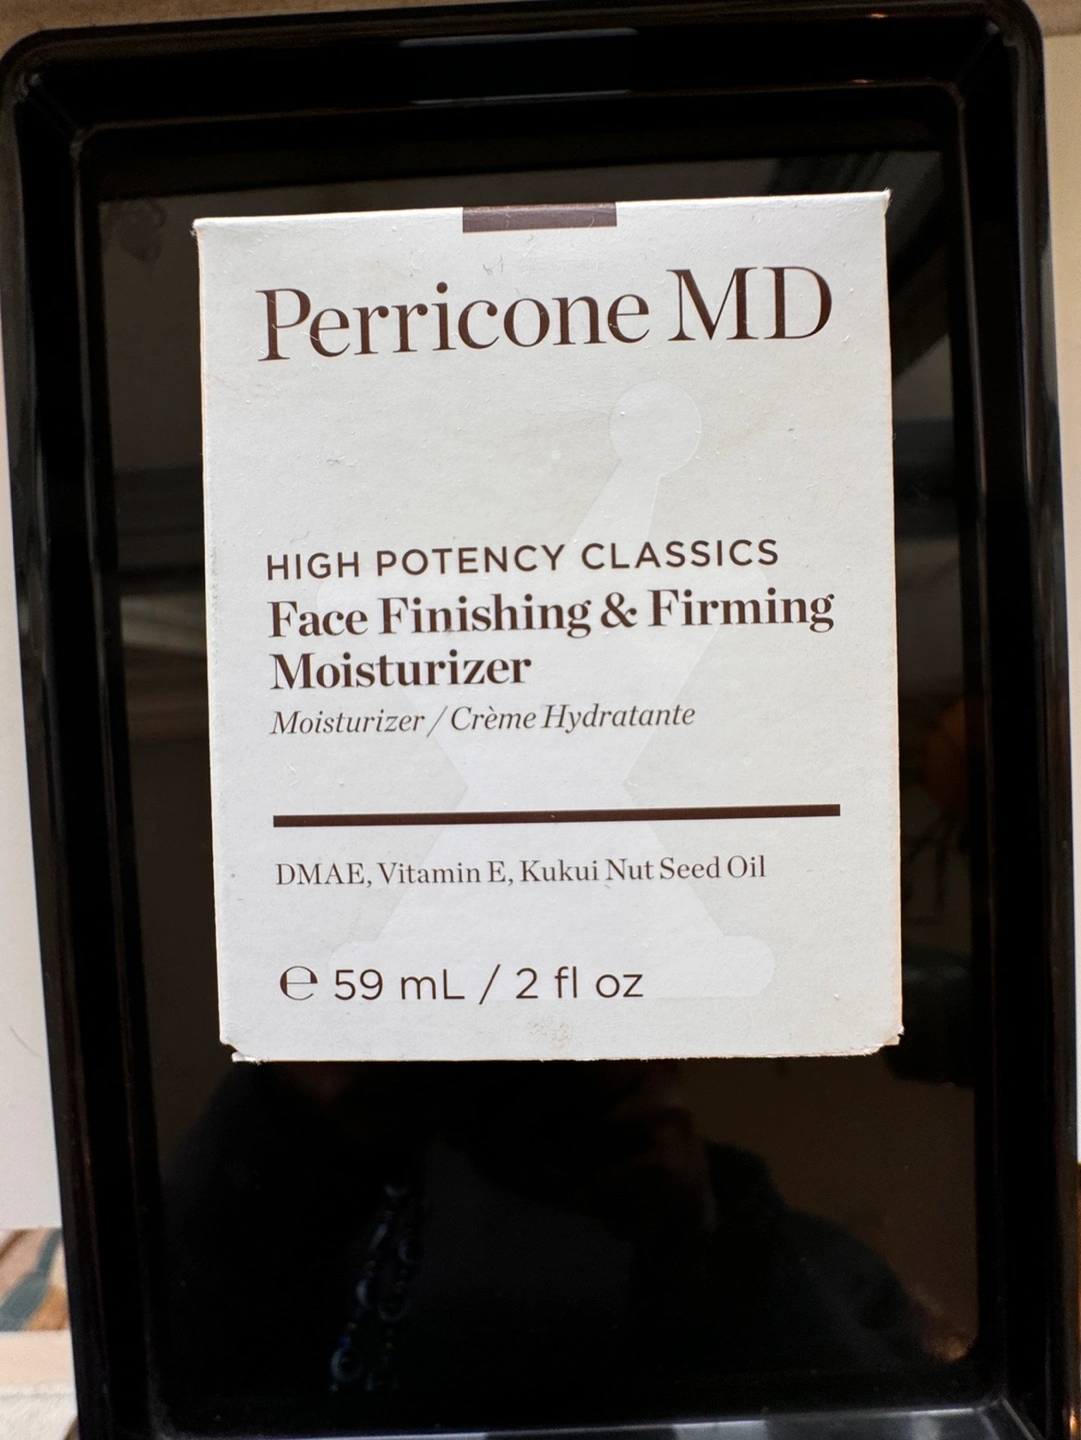 Perricone MD
HIGH POTENCY CLASSICS
Face Finishing & Firming
Moisturizer
Moisturizer / Crème Hydratante
DMAE, Vitamin E, Kukui Nut Seed Oil
℮ 59 mL / 2 fl oz